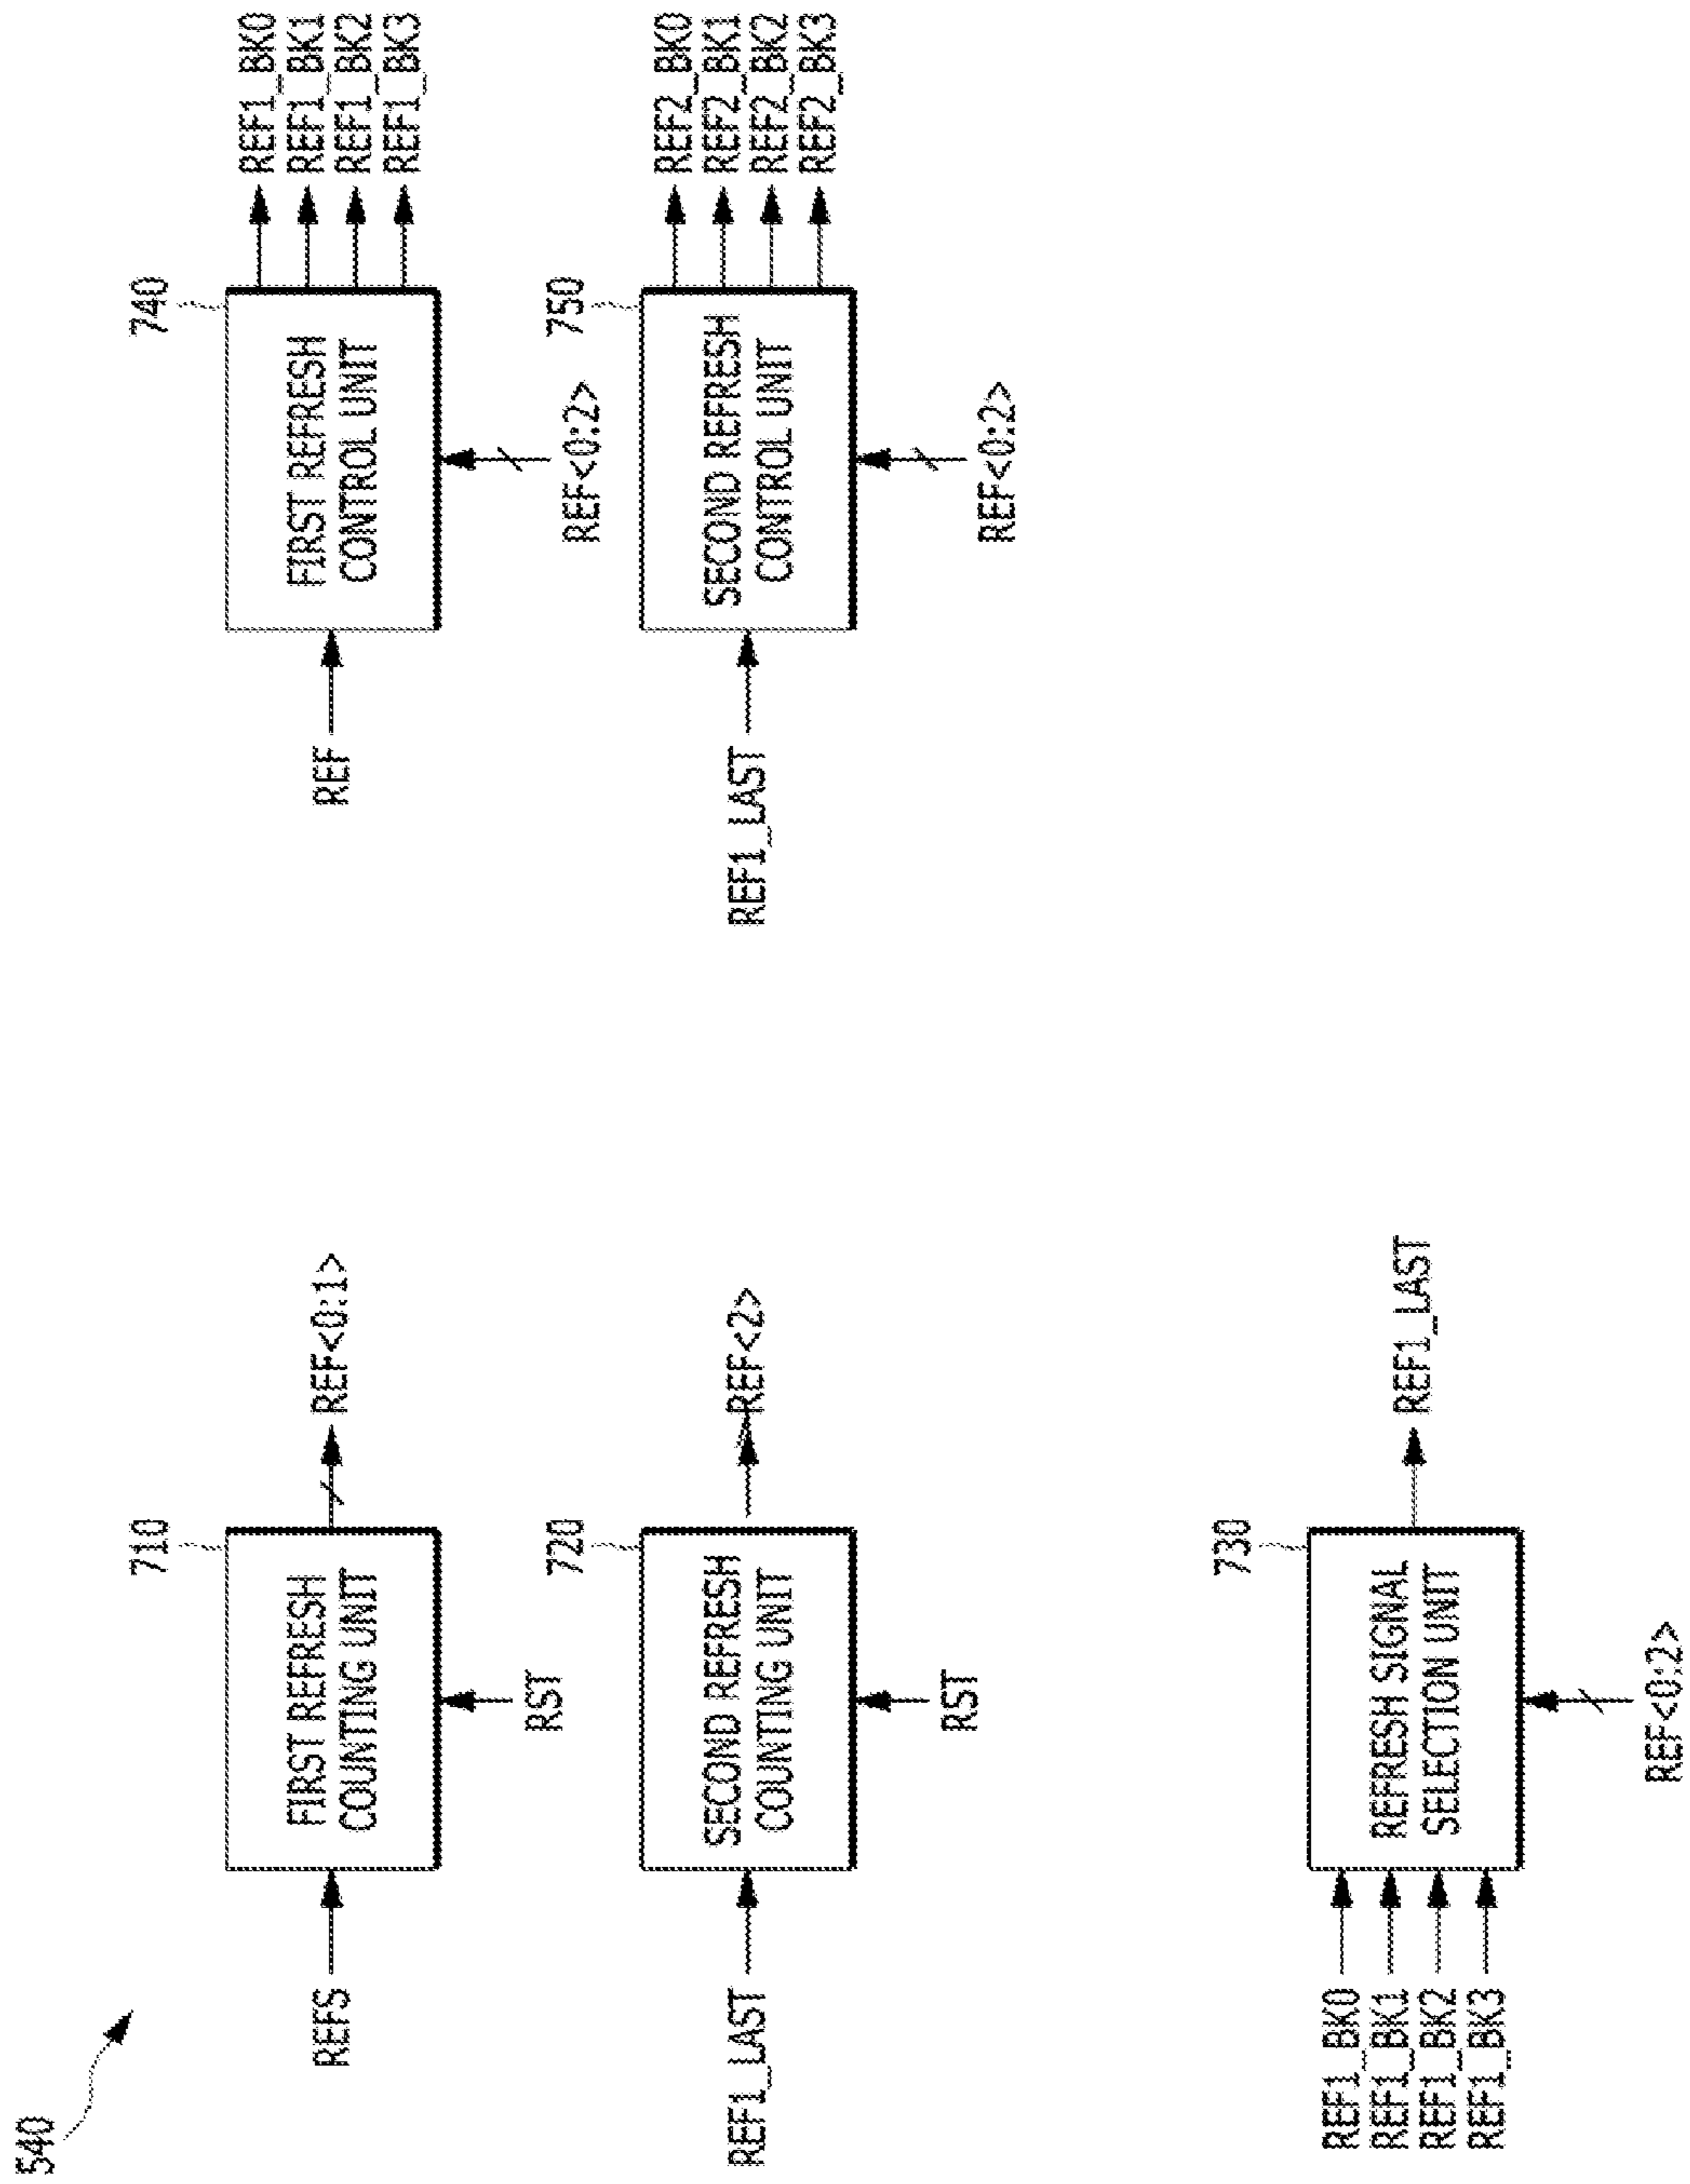 540
710
REFS
FIRST REFRESH
COUNTING UNIT
REF<0:1>
RST
720
REF1_LAST
SECOND REFRESH
COUNTING UNIT
REF<2>
RST
730
REF1_BK0
REF1_BK1
REF1_BK2
REF1_BK3
REFRESH SIGNAL
SELECTION UNIT
REF1_LAST
REF<0:2>
740
REF
FIRST REFRESH
CONTROL UNIT
REF1_BK0
REF1_BK1
REF1_BK2
REF1_BK3
REF<0:2>
750
REF1_LAST
SECOND REFRESH
CONTROL UNIT
REF2_BK0
REF2_BK1
REF2_BK2
REF2_BK3
REF<0:2>